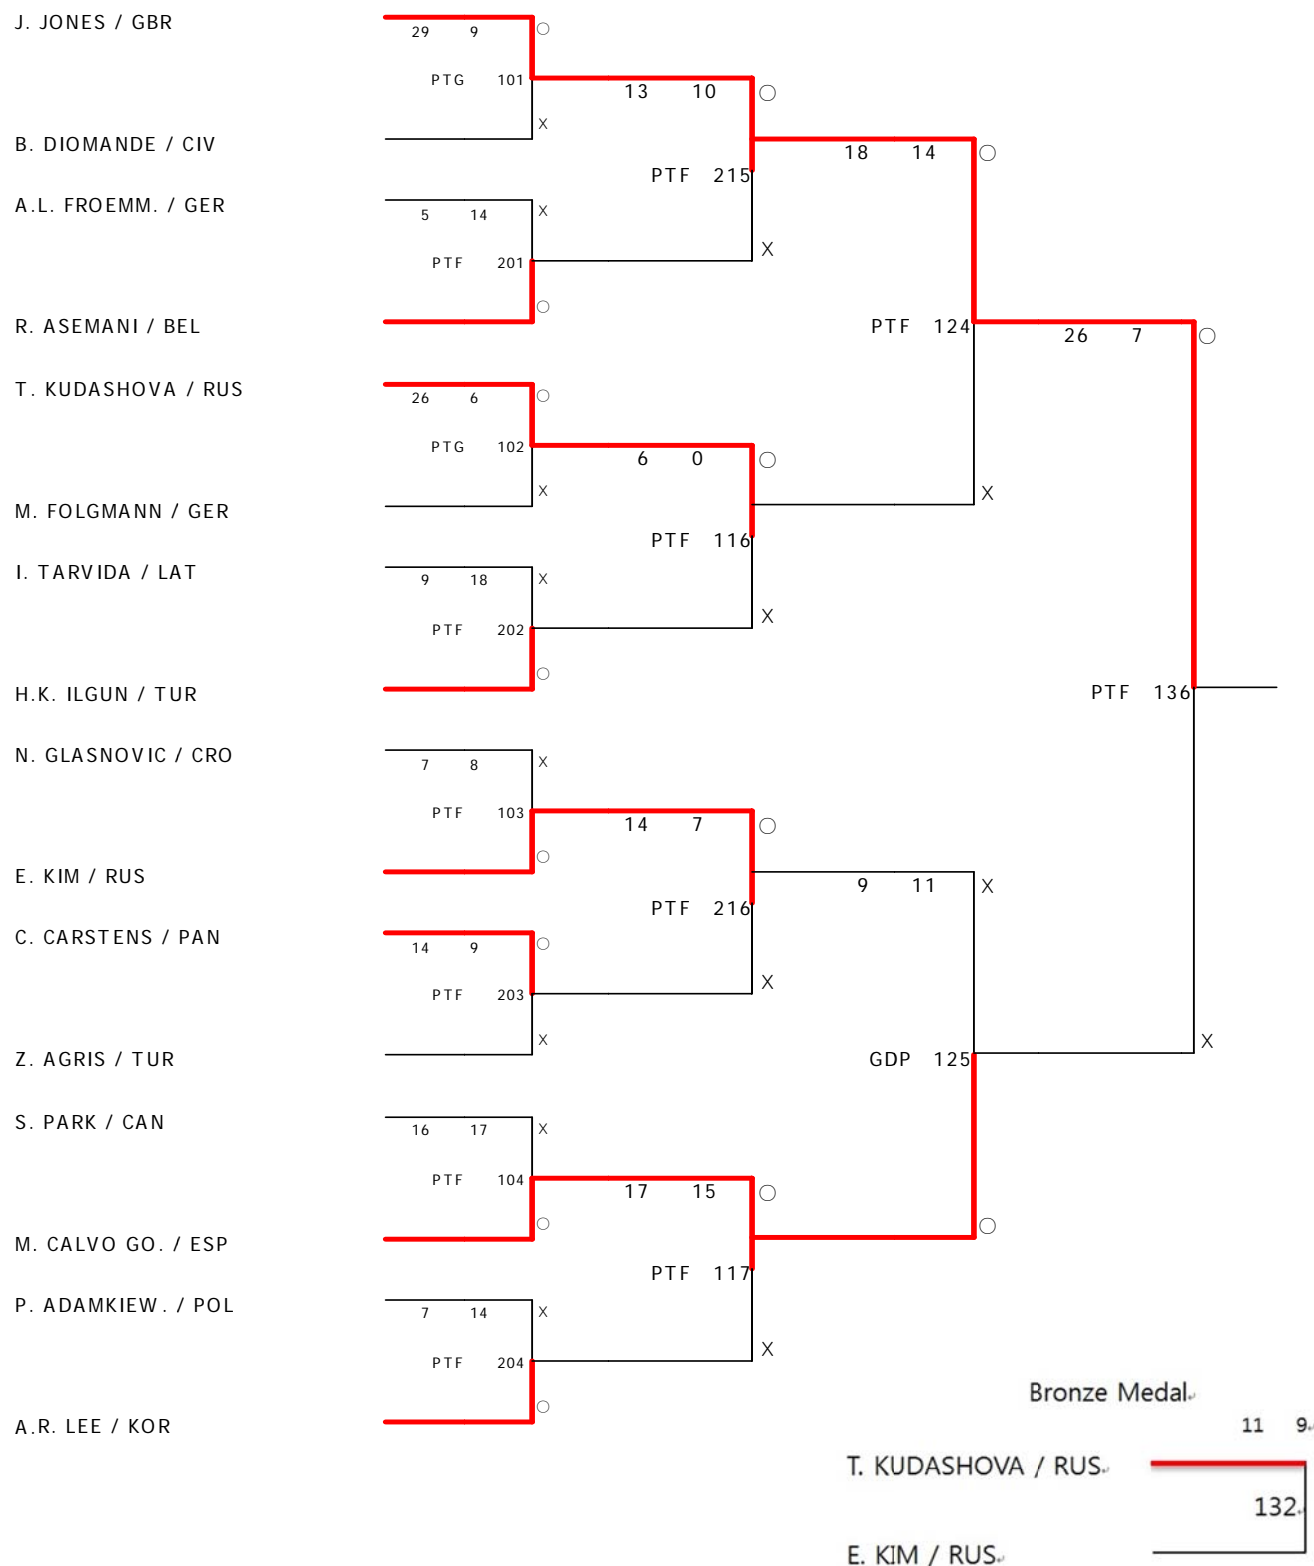 J. JONES / GBR
29 9 ○
PTG 101
13 10 ○
X
B. DIOMANDE / CIV
18 14 ○
PTF 215
A.L. FROEMM. / GER
5 14 X
PTF 201
X
○
R. ASEMANI / BEL
PTF 124
26 7 ○
T. KUDASHOVA / RUS
26 6 ○
PTG 102
6 0 ○
X
X
M. FOLGMANN / GER
PTF 116
I. TARVIDA / LAT
9 18 X
PTF 202
X
○
H.K. ILGUN / TUR
PTF 136
N. GLASNOVIC / CRO
7 8 X
PTF 103
14 7 ○
○
E. KIM / RUS
9 11 X
PTF 216
C. CARSTENS / PAN
14 9 ○
PTF 203
X
X
X
Z. AGRIS / TUR
GDP 125
S. PARK / CAN
16 17 X
PTF 104
17 15 ○
○
○
M. CALVO GO. / ESP
PTF 117
P. ADAMKIEW. / POL
7 14 X
X
PTF 204
○
A.R. LEE / KOR
Bronze Medal
11 9
T. KUDASHOVA / RUS
132
E. KIM / RUS